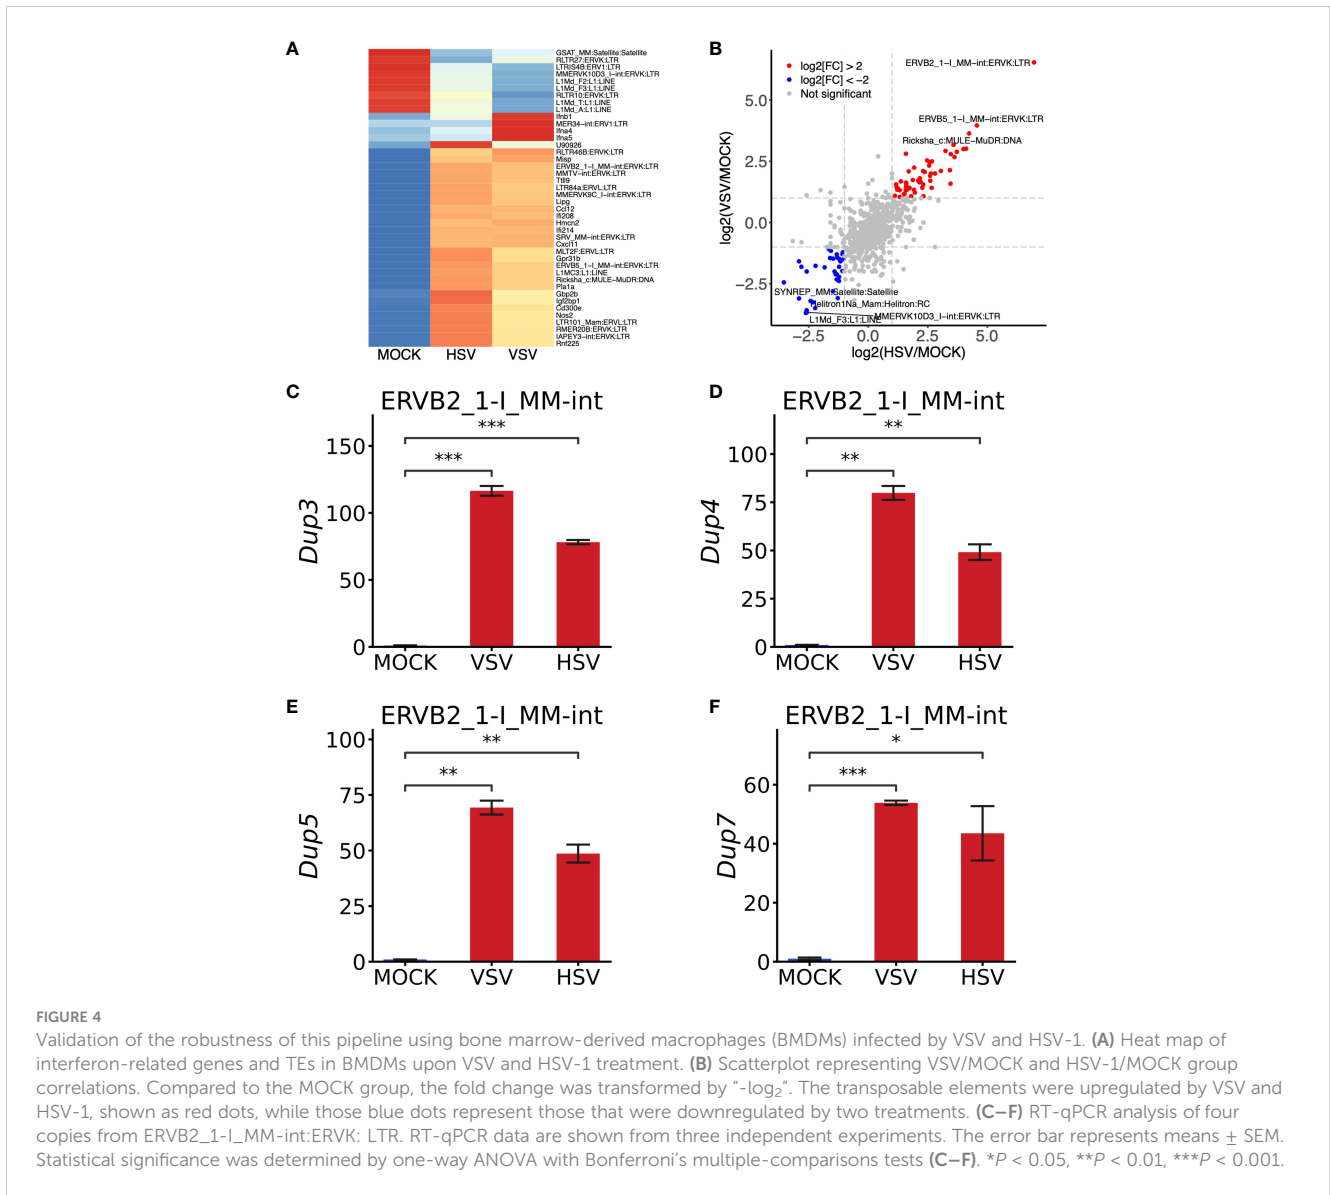 A
GSAT_MM:Satellite:Satellite
RLTR27:ERVK:LTR
LTRIS4B:ERV1:LTR
MMERVK10D3_I-int:ERVK:LTR
L1Md_F2:L1:LINE
L1Md_F3:L1:LINE
RLTR10:ERVK:LTR
L1Md_T:L1:LINE
L1Md_A:L1:LINE
Ifnb1
MER34-int:ERV1:LTR
Ifna4
Ifna5
U90926
RLTR46B:ERVK:LTR
Misp
ERVB2_1-I_MM-int:ERVK:LTR
MMTV-int:ERVK:LTR
Ttll9
LTR84a:ERVL:LTR
MMERVK9C_I-int:ERVK:LTR
Lipg
Ccl12
Ifi208
Hmcn2
Ifi214
SRV_MM-int:ERVK:LTR
Cxcl11
MLT2F:ERVL:LTR
Gpr31b
ERVB5_1-I_MM-int:ERVK:LTR
L1MC3:L1:LINE
Ricksha_c:MULE-MuDR:DNA
Pla1a
Gbp2b
Igf2bp1
Cd300e
Nos2
LTR101_Mam:ERVL:LTR
RMER20B:ERVK:LTR
IAPEY3-int:ERVK:LTR
Rnf225
MOCK HSV VSV
B
log2[FC] > 2
log2[FC] < −2
Not significant
ERVB2_1-I_MM-int:ERVK:LTR
ERVB5_1-I_MM-int:ERVK:LTR
Ricksha_c:MULE-MuDR:DNA
SYNREP_MM:Satellite:Satellite
Helitron1Na_Mam:Helitron:RC
MMERVK10D3_I-int:ERVK:LTR
L1Md_F3:L1:LINE
log2(VSV/MOCK)
5.0
2.5
0.0
−2.5
−2.5 0.0 2.5 5.0
log2(HSV/MOCK)
C
ERVB2_1-I_MM-int
***
***
Dup3
150
100
50
0
MOCK VSV HSV
D
ERVB2_1-I_MM-int
**
**
Dup4
100
75
50
25
0
MOCK VSV HSV
E
ERVB2_1-I_MM-int
**
**
Dup5
100
75
50
25
0
MOCK VSV HSV
F
ERVB2_1-I_MM-int
*
***
Dup7
60
40
20
0
MOCK VSV HSV
FIGURE 4
Validation of the robustness of this pipeline using bone marrow-derived macrophages (BMDMs) infected by VSV and HSV-1. (A) Heat map of
interferon-related genes and TEs in BMDMs upon VSV and HSV-1 treatment. (B) Scatterplot representing VSV/MOCK and HSV-1/MOCK group
correlations. Compared to the MOCK group, the fold change was transformed by “-log2”. The transposable elements were upregulated by VSV and
HSV-1, shown as red dots, while those blue dots represent those that were downregulated by two treatments. (C–F) RT-qPCR analysis of four
copies from ERVB2_1-I_MM-int:ERVK: LTR. RT-qPCR data are shown from three independent experiments. The error bar represents means ± SEM.
Statistical significance was determined by one-way ANOVA with Bonferroni’s multiple-comparisons tests (C–F). *P < 0.05, **P < 0.01, ***P < 0.001.